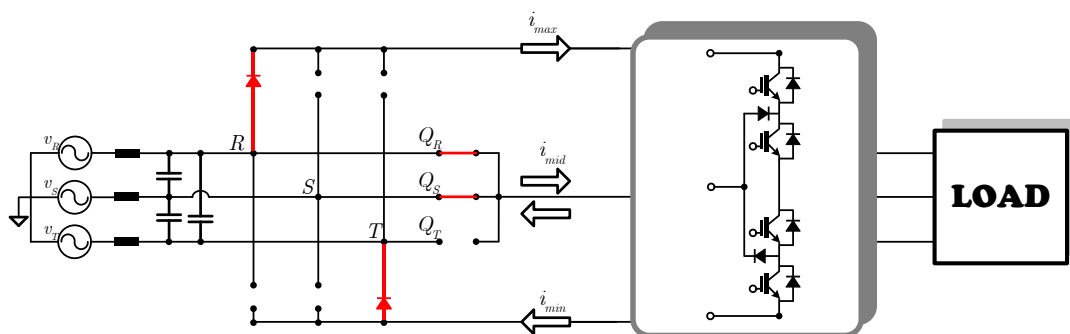 i_max
v_R
R
Q_R
i_mid
v_S
S
Q_S
LOAD
v_T
T
Q_T
i_min